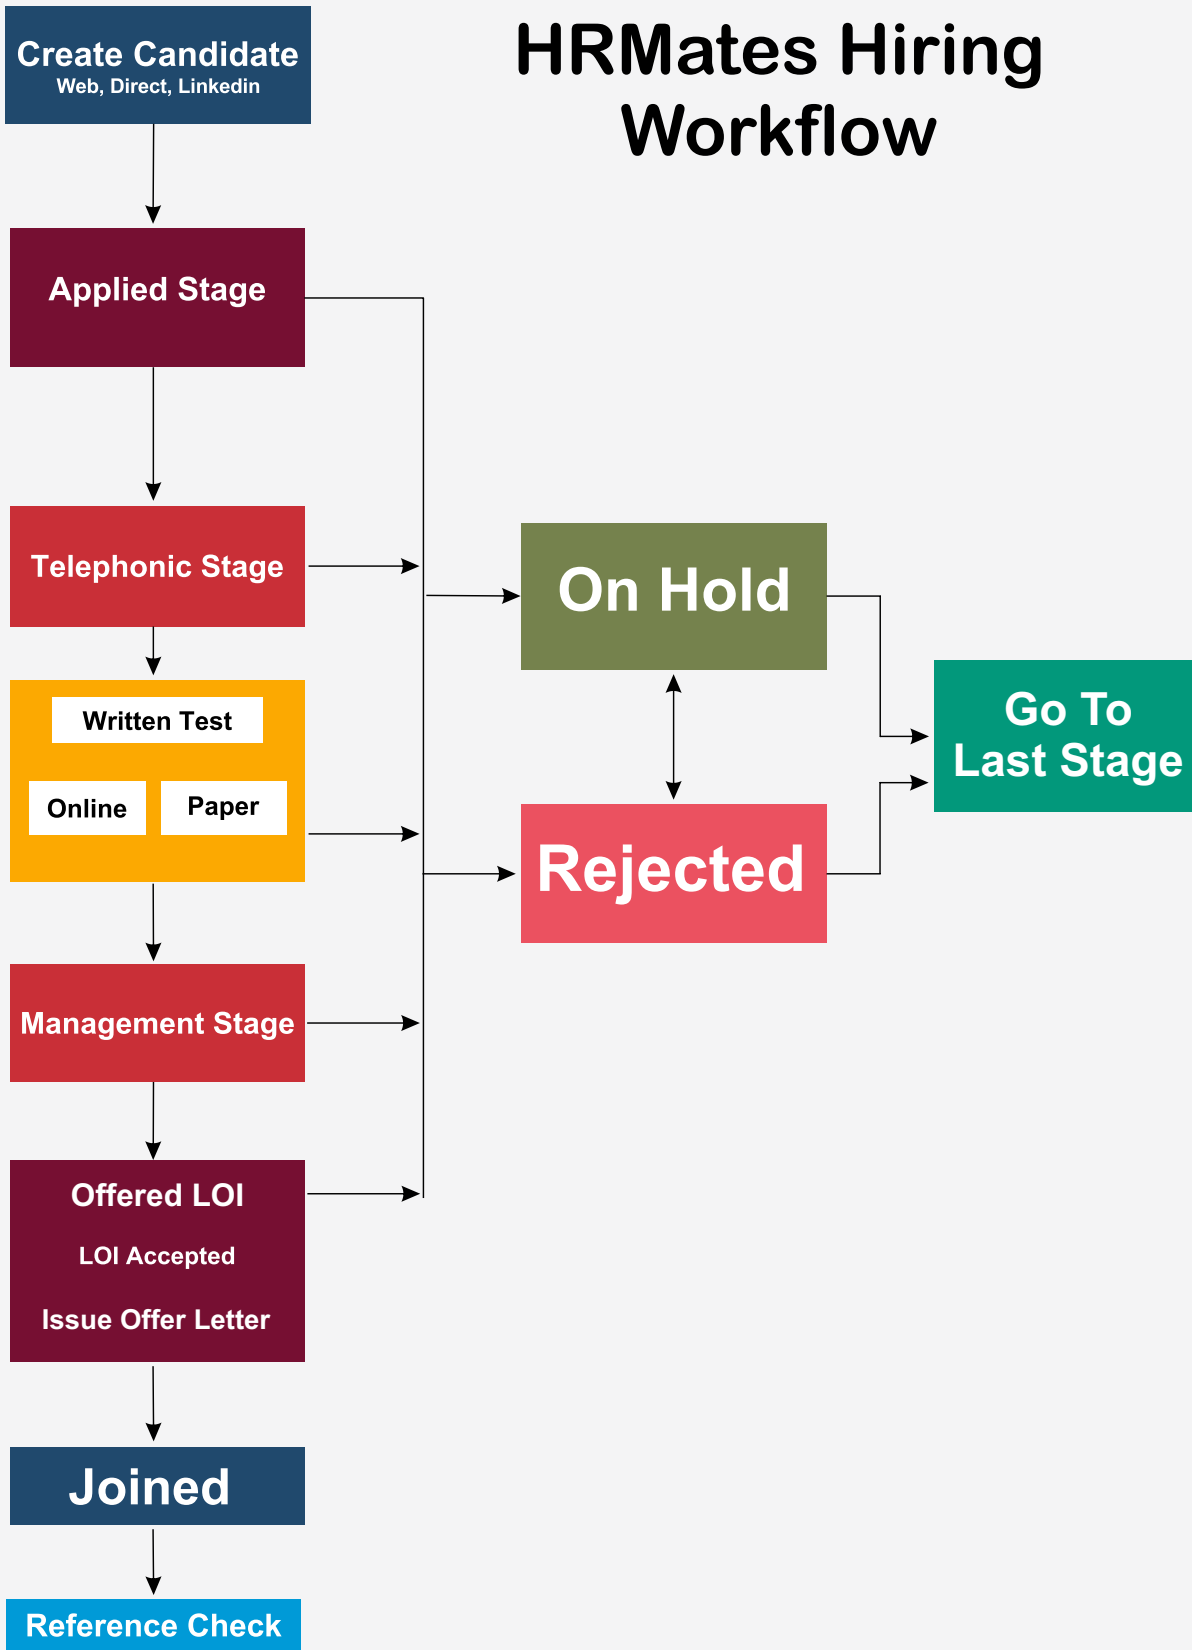 HRMates Hiring
Workflow
Create Candidate
Web, Direct, Linkedin
Applied Stage
Telephonic Stage
Written Test
Online
Paper
Management Stage
Offered LOI
LOI Accepted
Issue Offer Letter
Joined
Reference Check
On Hold
Rejected
Go To
Last Stage